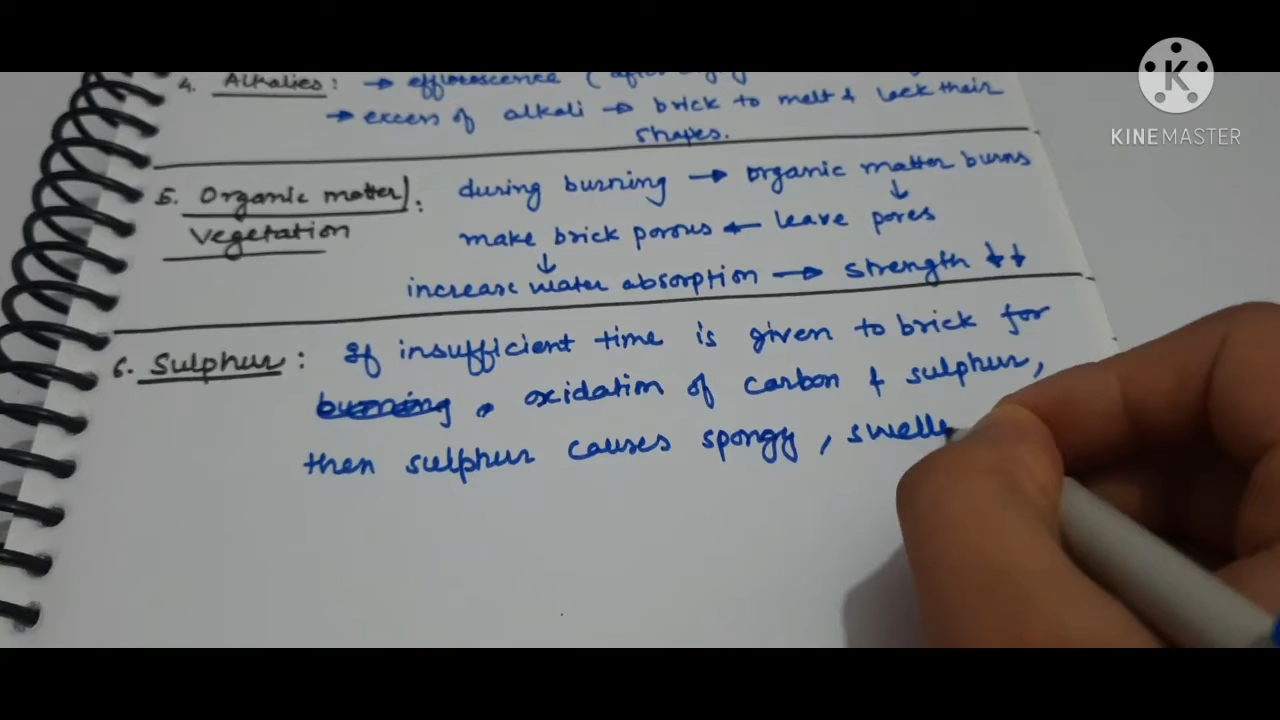 4. Alkalies : → efflorescence (after
→ excess of alkali → brick to melt & lack their
shapes.
5. Organic matter/ : during burning → organic matter burns
↓
Vegetation make brick porous ← leave pores
↓
increase water absorption → strength ↓↓
6. Sulphur : If insufficient time is given to brick for
oxidation of carbon & sulphur,
then sulphur causes spongy, swelle
K
KINEMASTER